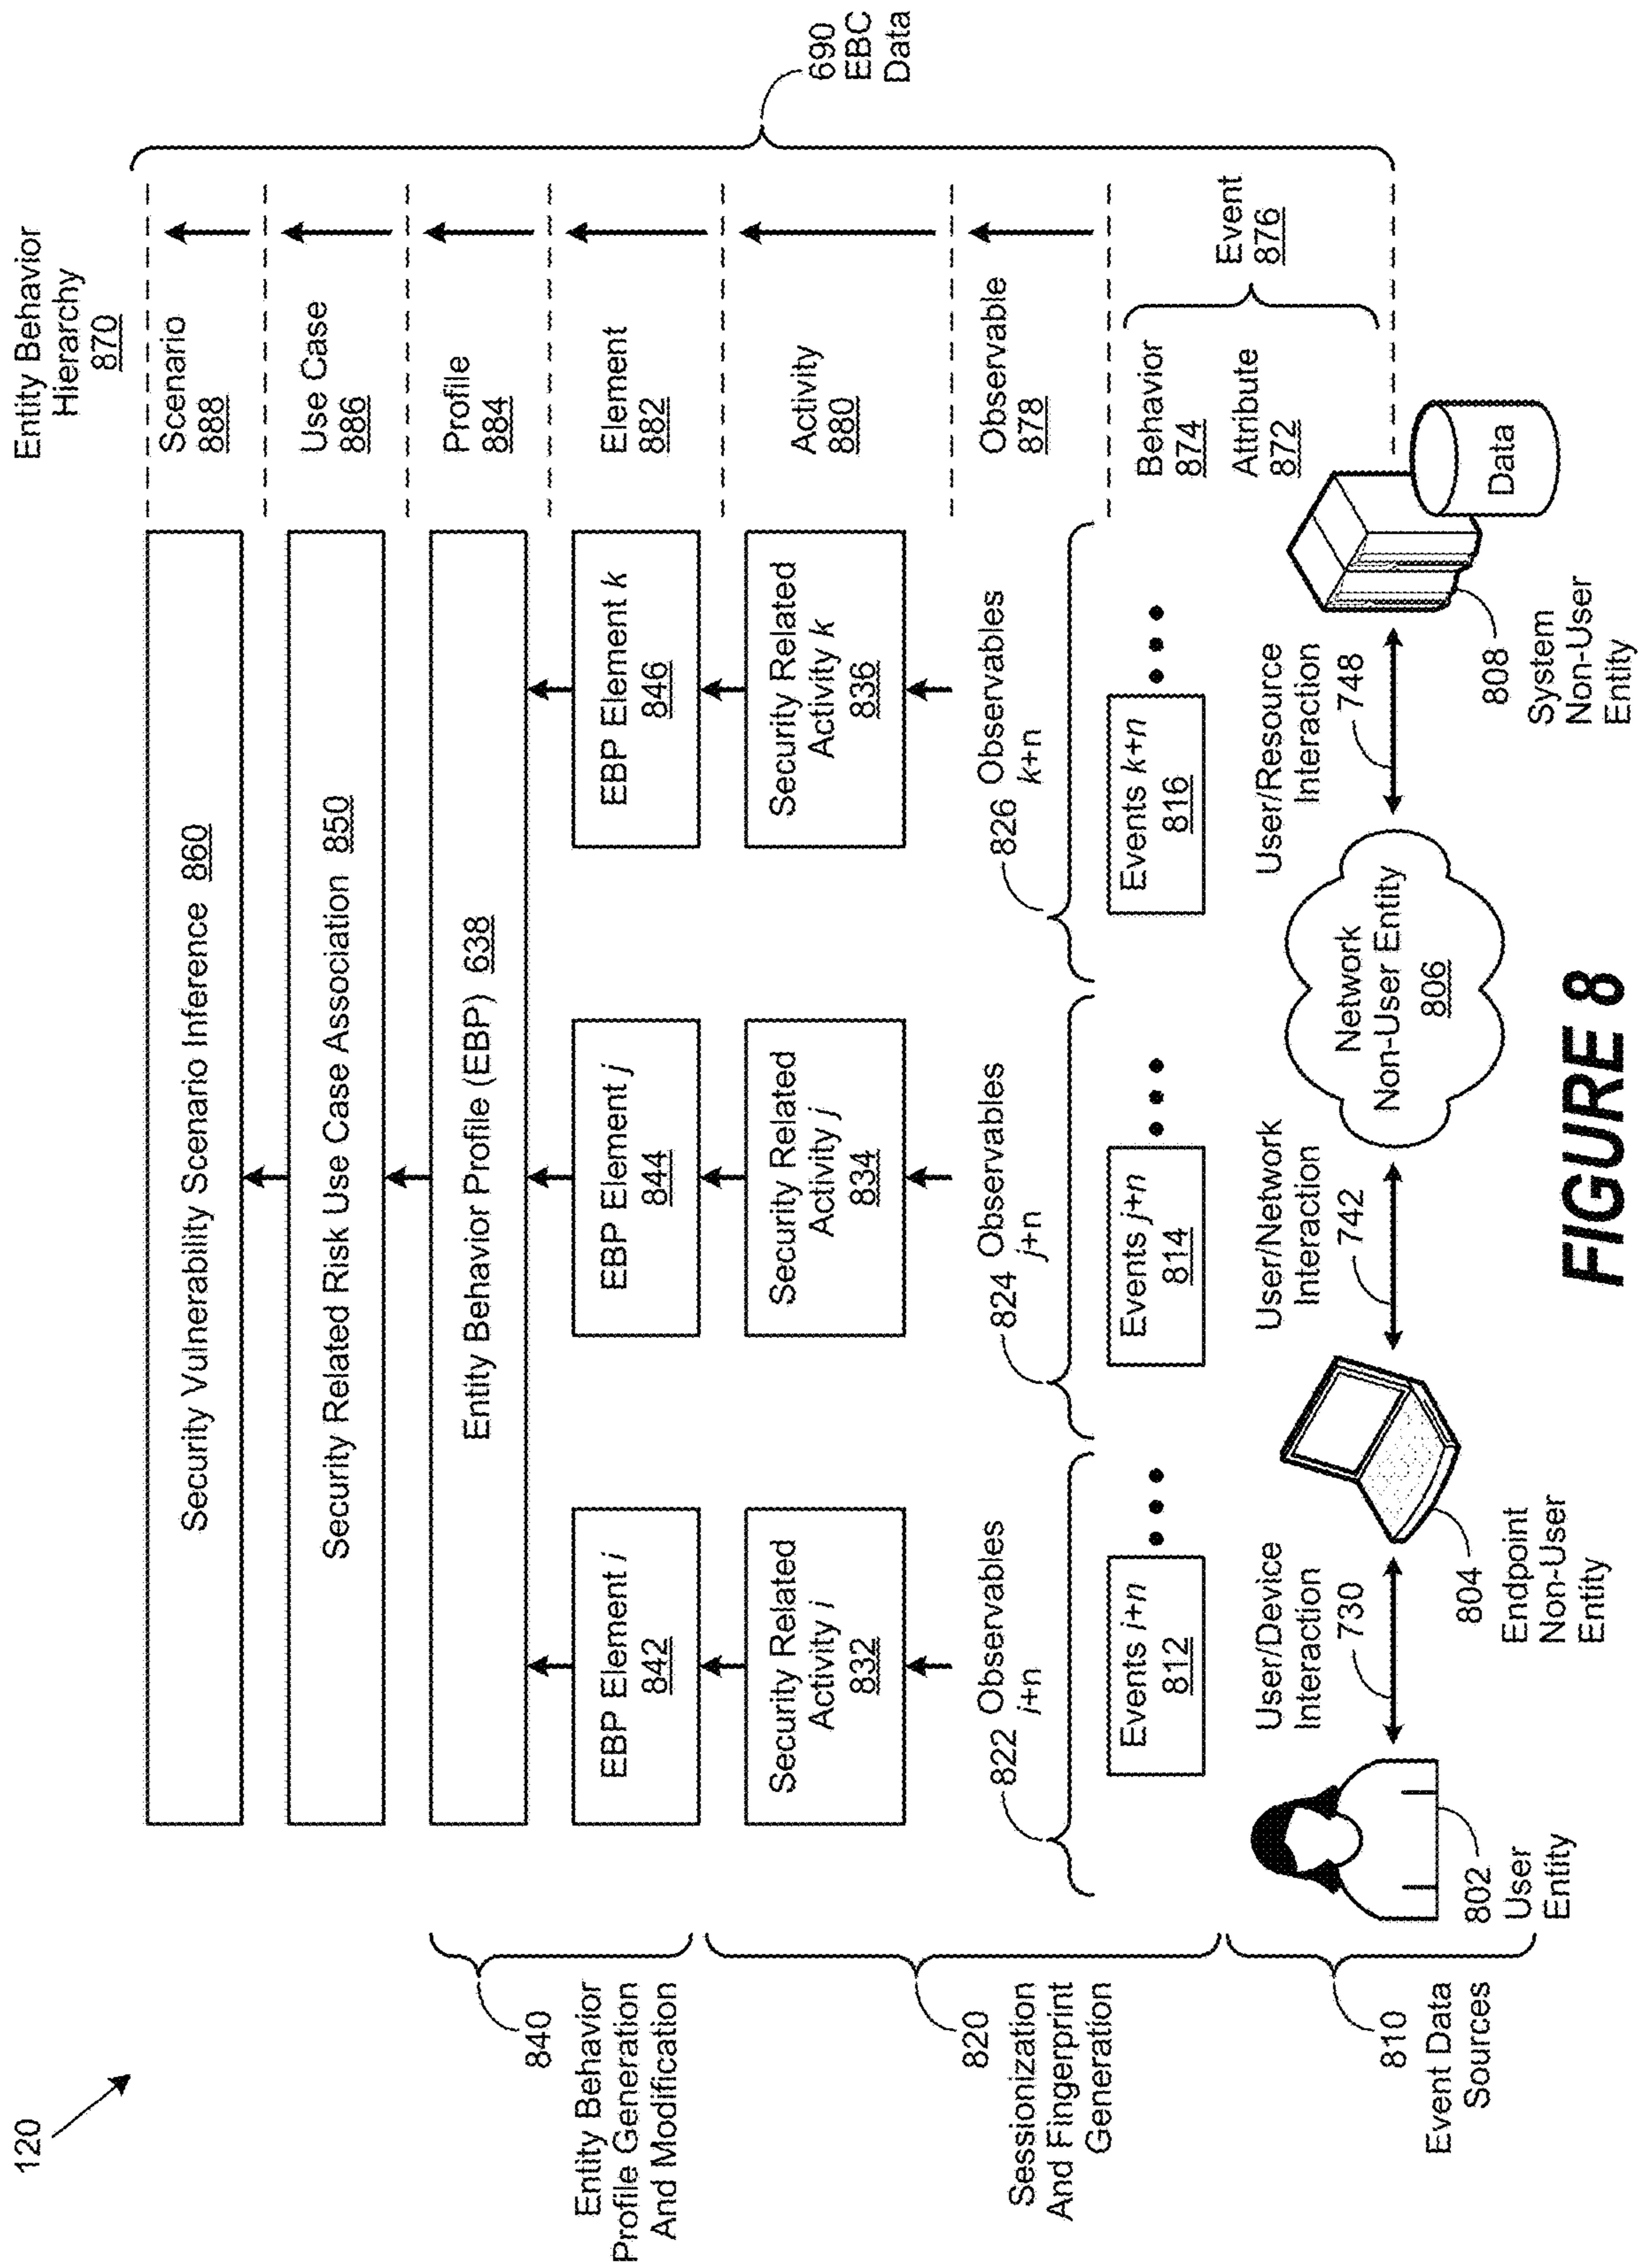 120
Entity Behavior
Hierarchy
870
Security Vulnerability Scenario Inference 860
Scenario
888
Security Related Risk Use Case Association 850
Use Case
886
840
Entity Behavior
Profile Generation
And Modification
Entity Behavior Profile (EBP) 638
Profile
884
EBP Element i
842
EBP Element j
844
EBP Element k
846
Element
882
690
EBC
Data
820
Sessionization
And Fingerprint
Generation
Security Related
Activity i
832
Security Related
Activity j
834
Security Related
Activity k
836
Activity
880
822
Observables
i+n
824
Observables
j+n
826
Observables
k+n
Observable
878
Events i+n
812
Events j+n
814
Events k+n
816
Behavior
874
Attribute
872
Event
876
810
Event Data
Sources
User/Device
Interaction
730
User/Network
Interaction
742
Network
Non-User Entity
806
User/Resource
Interaction
748
Data
802
User
Entity
804
Endpoint
Non-User
Entity
808
System
Non-User
Entity
FIGURE 8